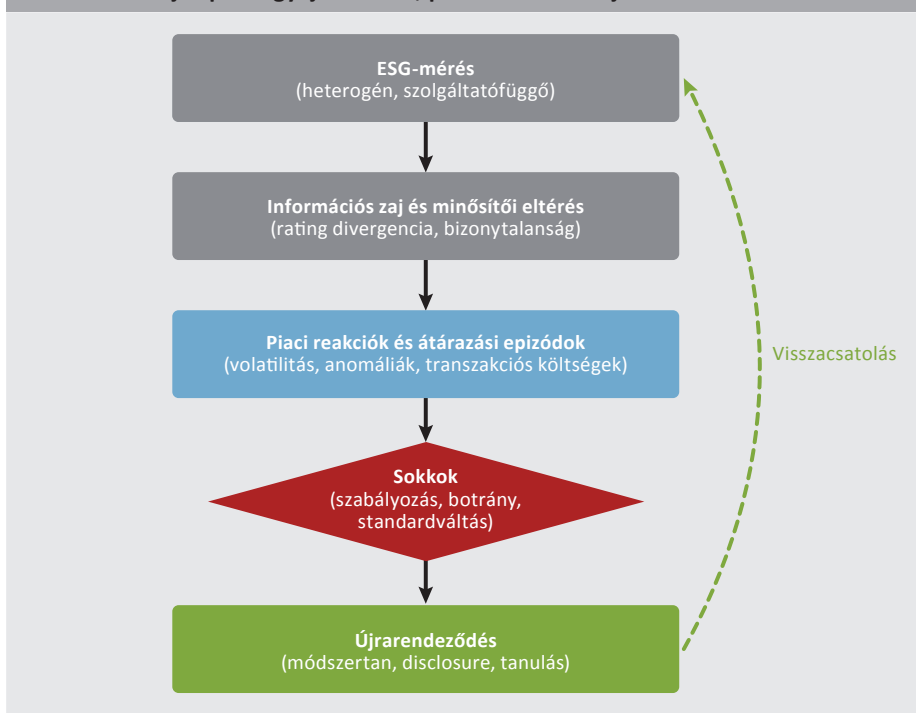 ESG-mérés
(heterogén, szolgáltatófüggő)
Információs zaj és minősítői eltérés
(rating divergencia, bizonytalanság)
Piaci reakciók és átárazási epizódok
(volatilitás, anomáliák, transzakciós költségek)
Visszacsatolás
Sokkok
(szabályozás, botrány,
standardváltás)
Újrarendeződés
(módszertan, disclosure, tanulás)